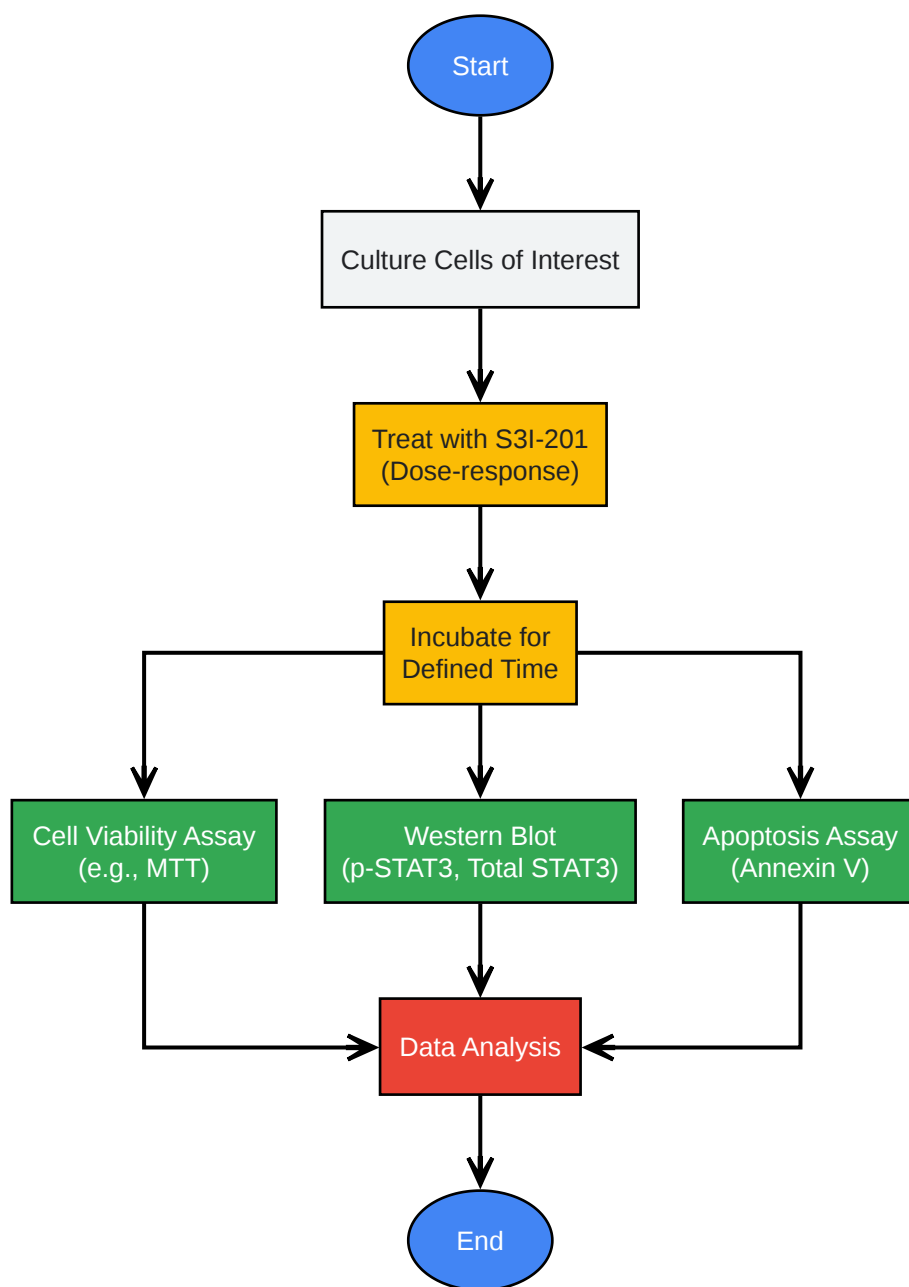 Start
Culture Cells of Interest
Treat with S3I-201
(Dose-response)
Incubate for
Defined Time
Cell Viability Assay
(e.g., MTT)
Western Blot
(p-STAT3, Total STAT3)
Apoptosis Assay
(Annexin V)
Data Analysis
End